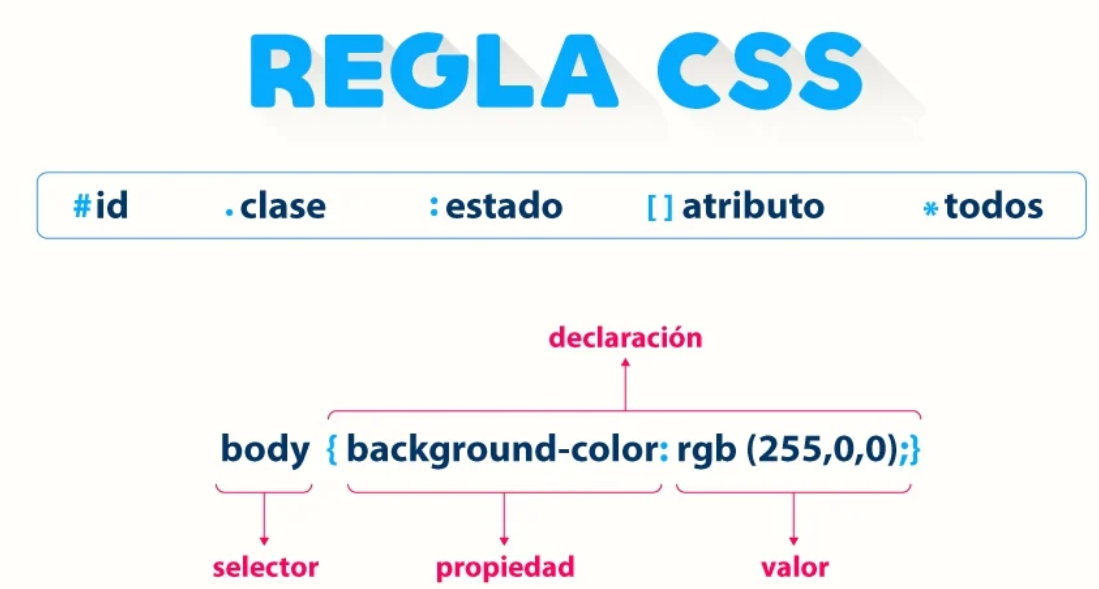 REGLA CSS
#id .clase :estado [ ] atributo *todos
declaración
body { background-color: rgb (255,0,0);}
selector propiedad valor